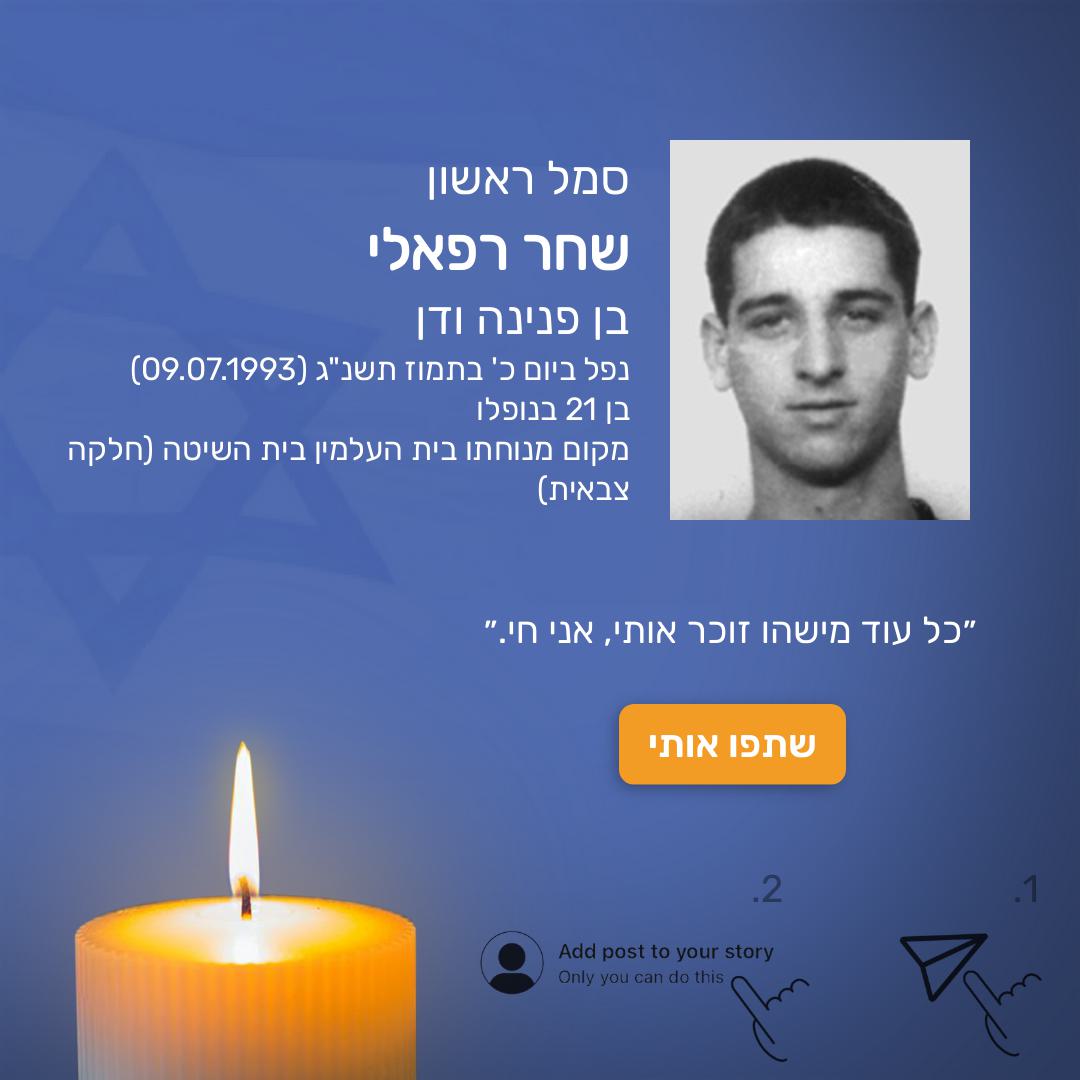 סמל ראשון
שחר רפאלי
בן פנינה ודן
נפל ביום כ' בתמוז תשנ"ג (09.07.1993)
בן 21 בנופלו
מקום מנוחתו בית העלמין בית השיטה (חלקה
צבאית)
״כל עוד מישהו זוכר אותי, אני חי.״
שתפו אותי
.1
.2
Add post to your story
Only you can do this